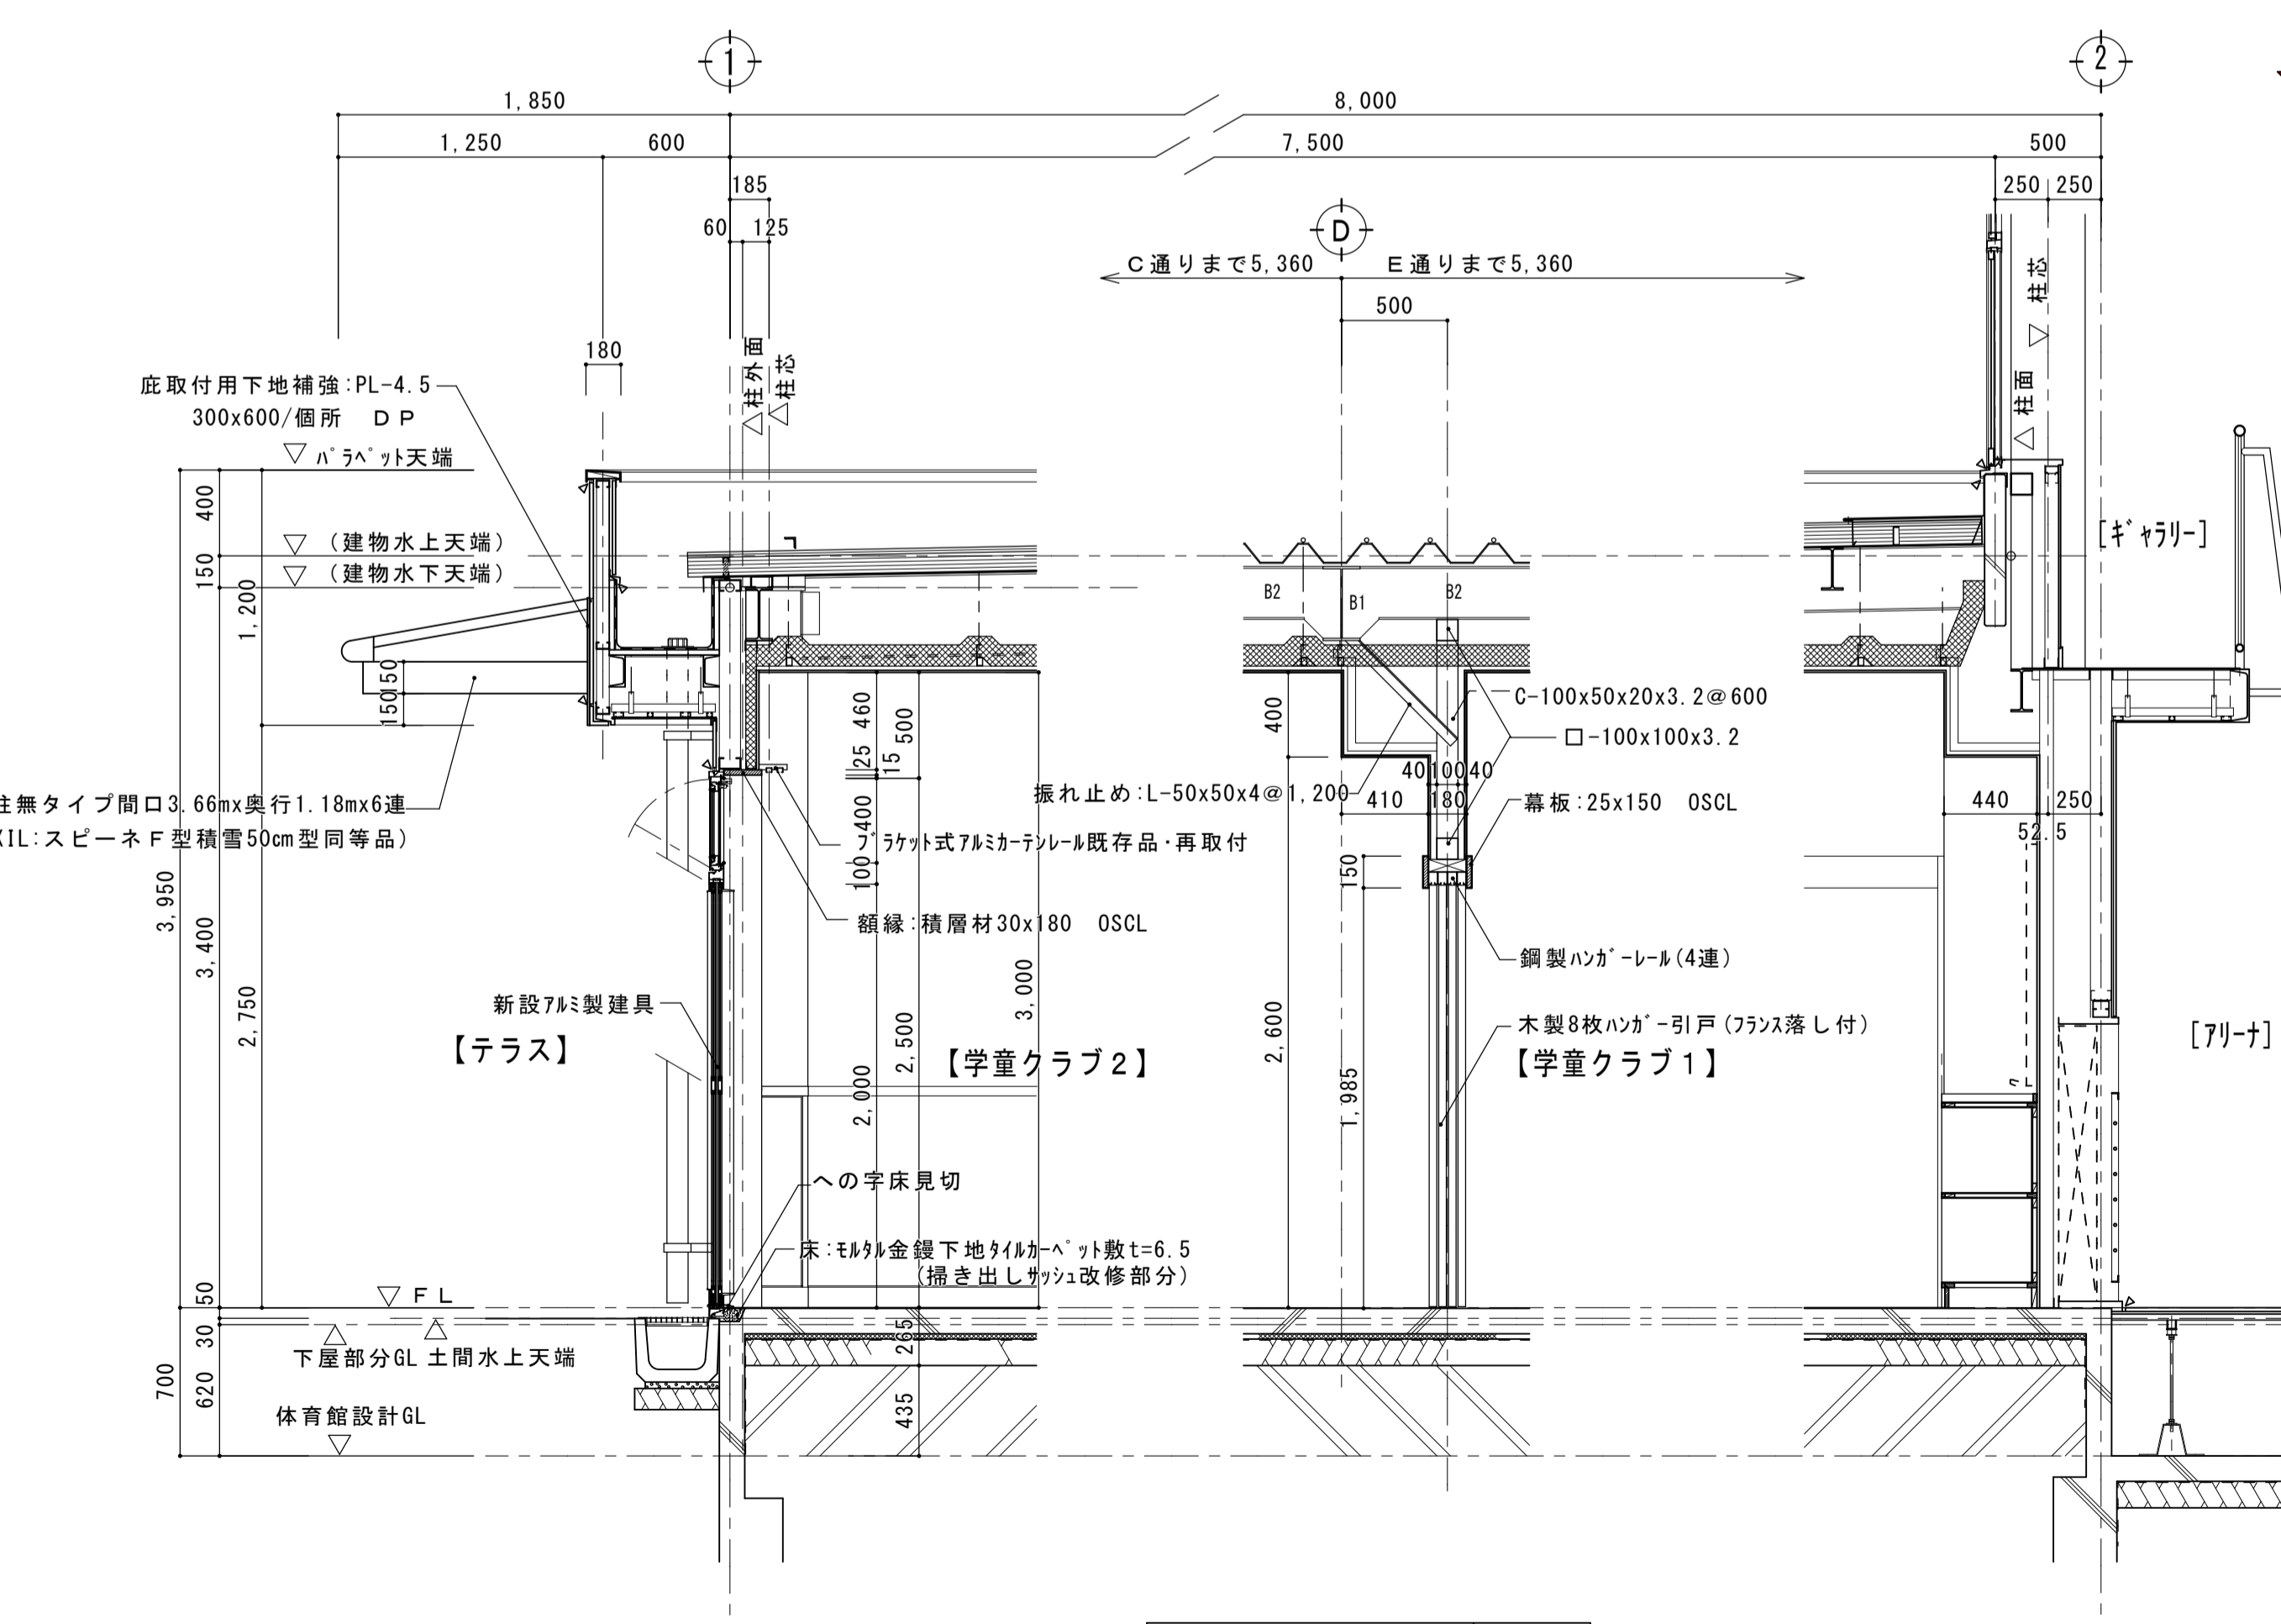 1
2
1,850
8,000
1,250
600
7,500
500
185
250
250
60
125
D
C通りまで5,360
E通りまで5,360
500
180
△柱外面
△柱芯
△柱面
▽柱芯
庇取付用下地補強:PL-4.5
300x600/個所 DP
▽ パラペット天端
400
▽ (建物水上天端)
150
▽ (建物水下天端)
1,200
[ギャラリー]
B2
B1
B2
150
150
460
25
15
500
400
C-100x50x20x3.2@600
□-100x100x3.2
40
100
40
振れ止め:L-50x50x4@1,200
410
180
幕板:25x150 OSCL
440
250
52.5
柱無タイプ間口3.66mx奥行1.18mx6連
XIL:スピーネF型積雪50cm型同等品)
400
100
ブラケット式アルミカーテンレール既存品・再取付
150
3,950
3,400
2,750
額縁:積層材30x180 OSCL
鋼製ハンガーレール(4連)
3,000
新設アルミ製建具
2,500
2,600
木製8枚ハンガー引戸(フランス落し付)
【テラス】
【学童クラブ2】
【学童クラブ1】
[アリーナ]
2,000
1,985
への字床見切
床:モルタル金鏝下地タイルカーペット敷t=6.5
(掃き出しサッシュ改修部分)
50
▽ FL
30
265
下屋部分GL 土間水上天端
700
620
435
体育館設計GL